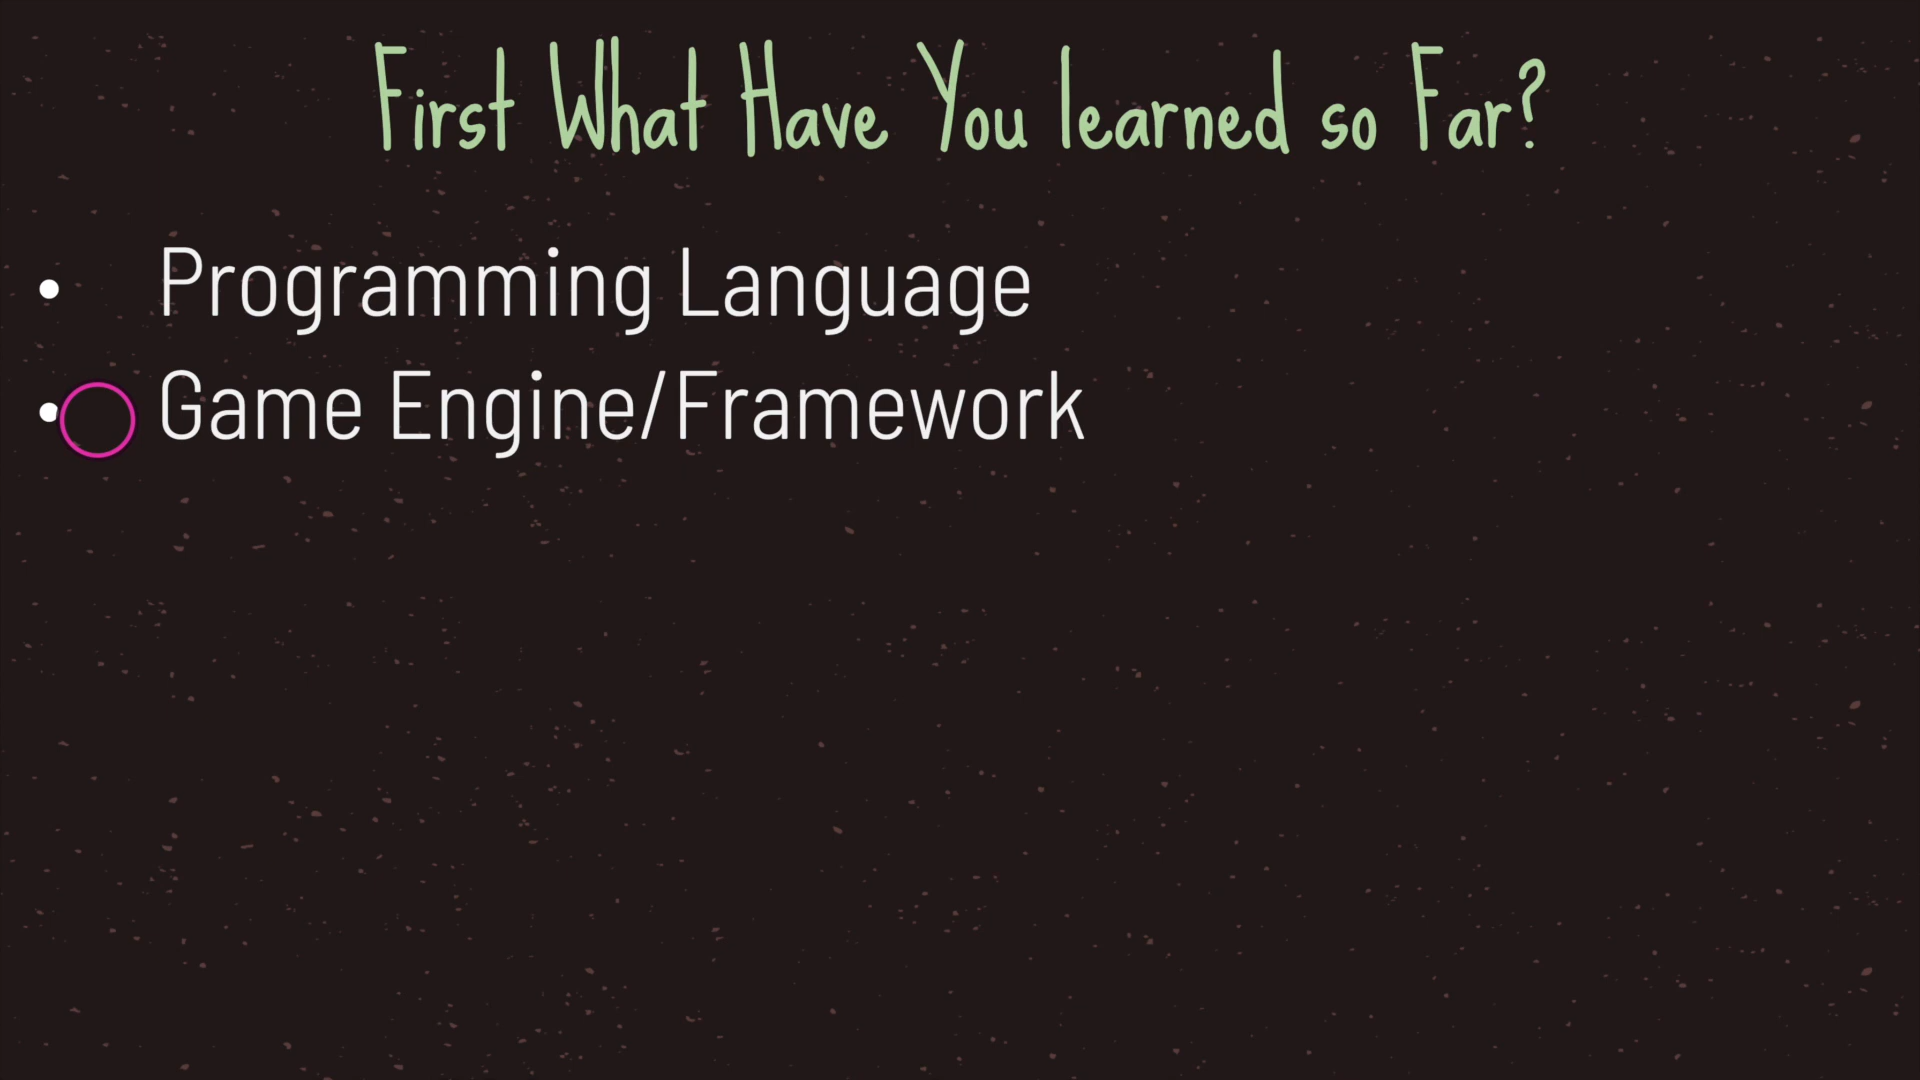 First What Have You learned so Far?
• Programming Language
• Game Engine/Framework